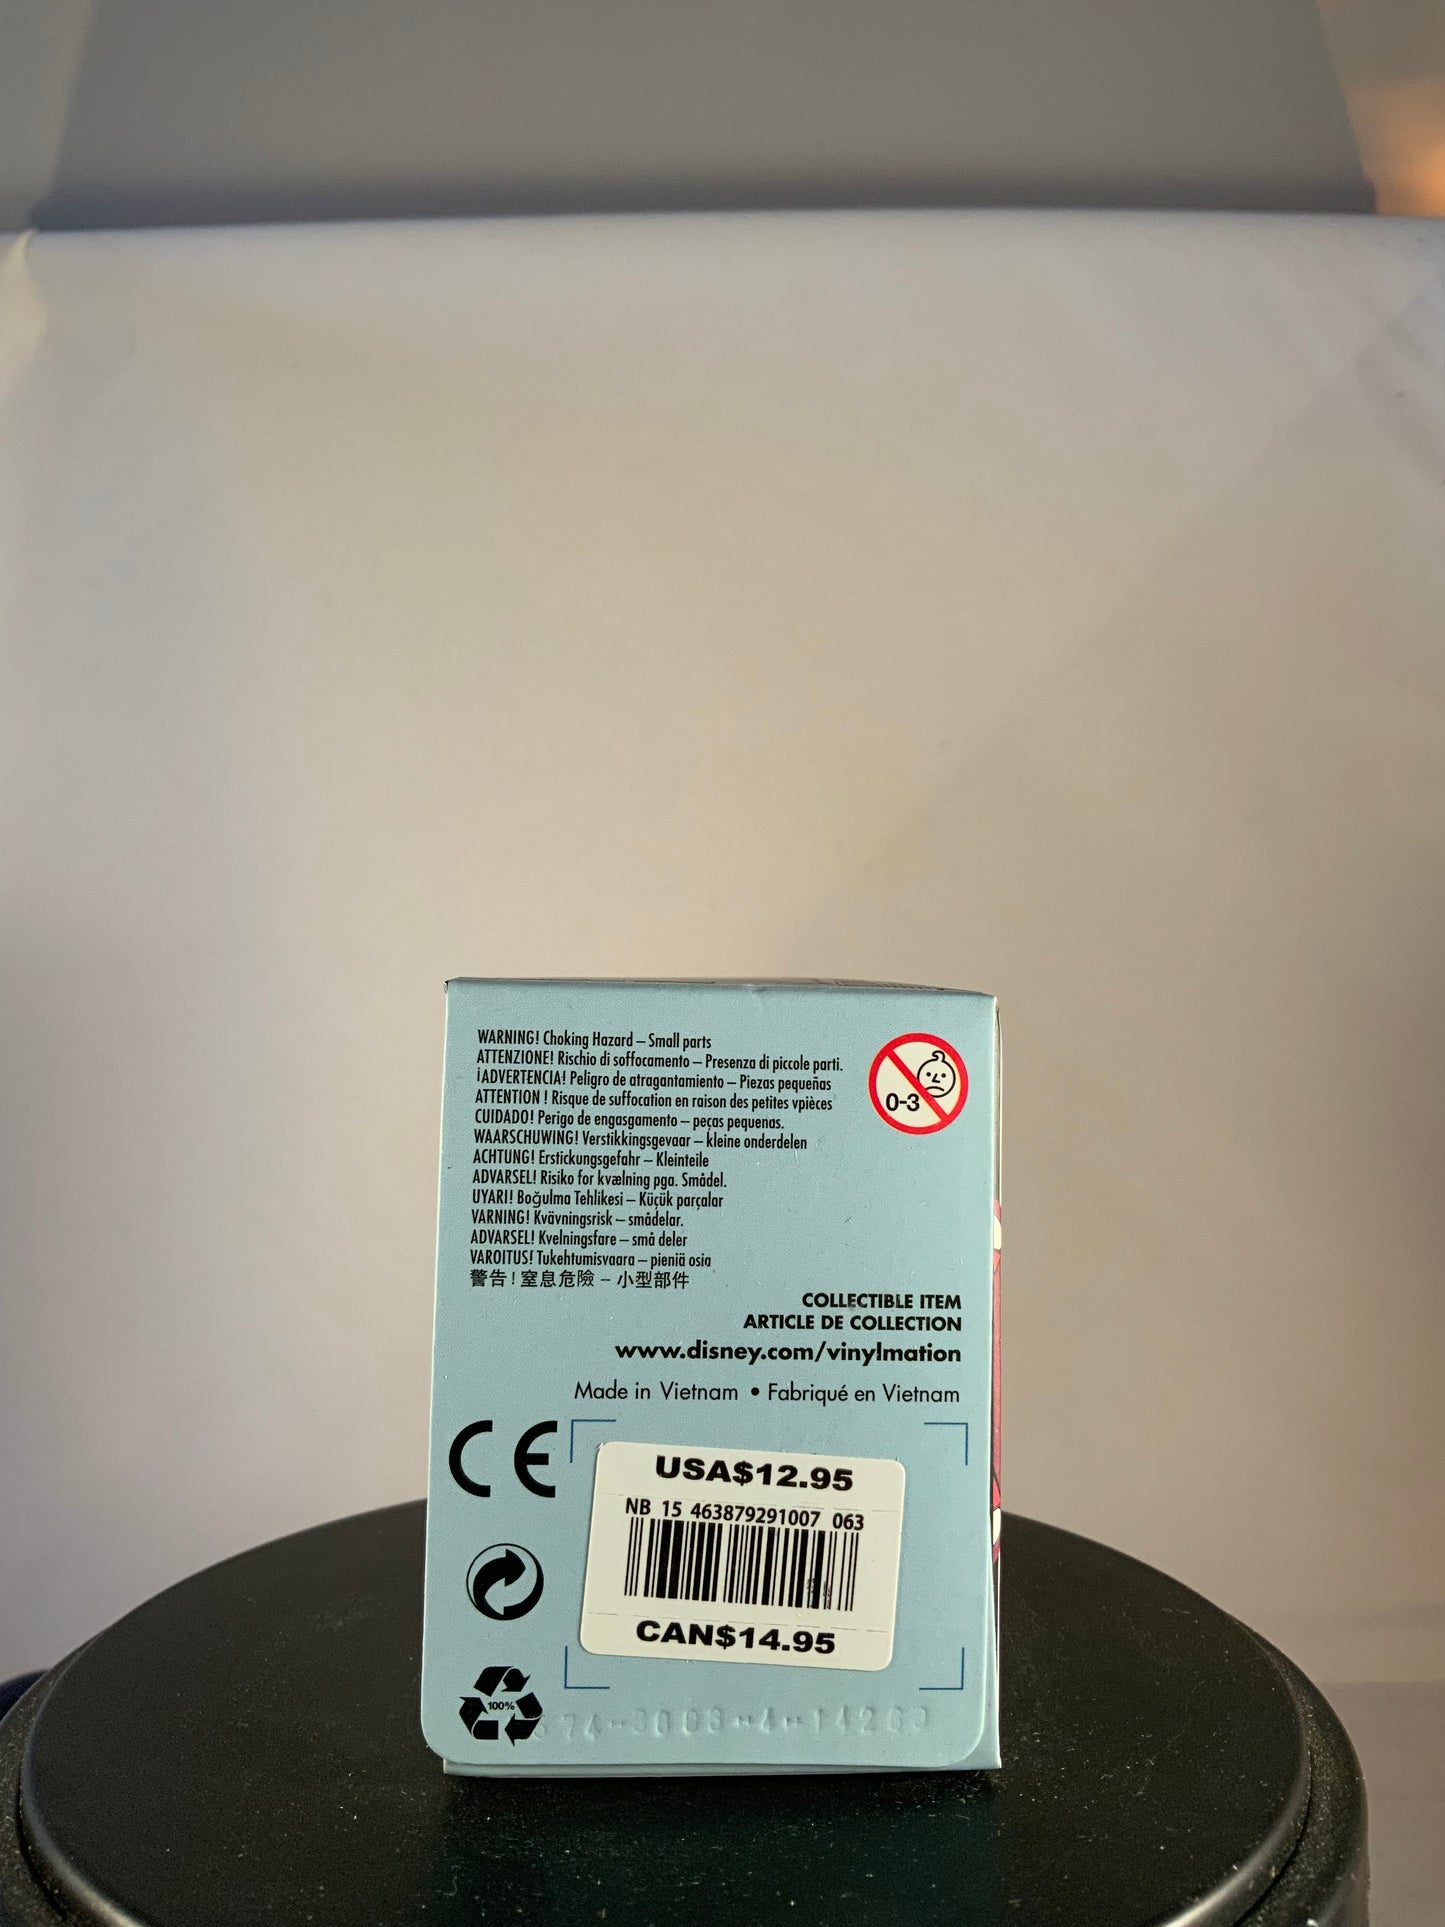 WARNING! Choking Hazard – Small parts
ATTENZIONE! Rischio di soffocamento – Presenza di piccole parti.
¡ADVERTENCIA! Peligro de atragantamiento – Piezas pequeñas
ATTENTION ! Risque de suffocation en raison des petites vpièces
CUIDADO! Perigo de engasgamento – peças pequenas.
WAARSCHUWING! Verstikkingsgevaar – kleine onderdelen
ACHTUNG! Erstickungsgefahr – Kleinteile
ADVARSEL! Risiko for kvælning pga. Smådel.
UYARI! Boğulma Tehlikesi – Küçük parçalar
VARNING! Kvävningsrisk – smådelar.
ADVARSEL! Kvelningsfare – små deler
VAROITUS! Tukehtumisvaara – pieniä osia
警告！窒息危險 – 小型部件
0-3
COLLECTIBLE ITEM
ARTICLE DE COLLECTION
www.disney.com/vinylmation
Made in Vietnam • Fabriqué en Vietnam
CE
USA$12.95
NB 15 463879291007 063
CAN$14.95
100%